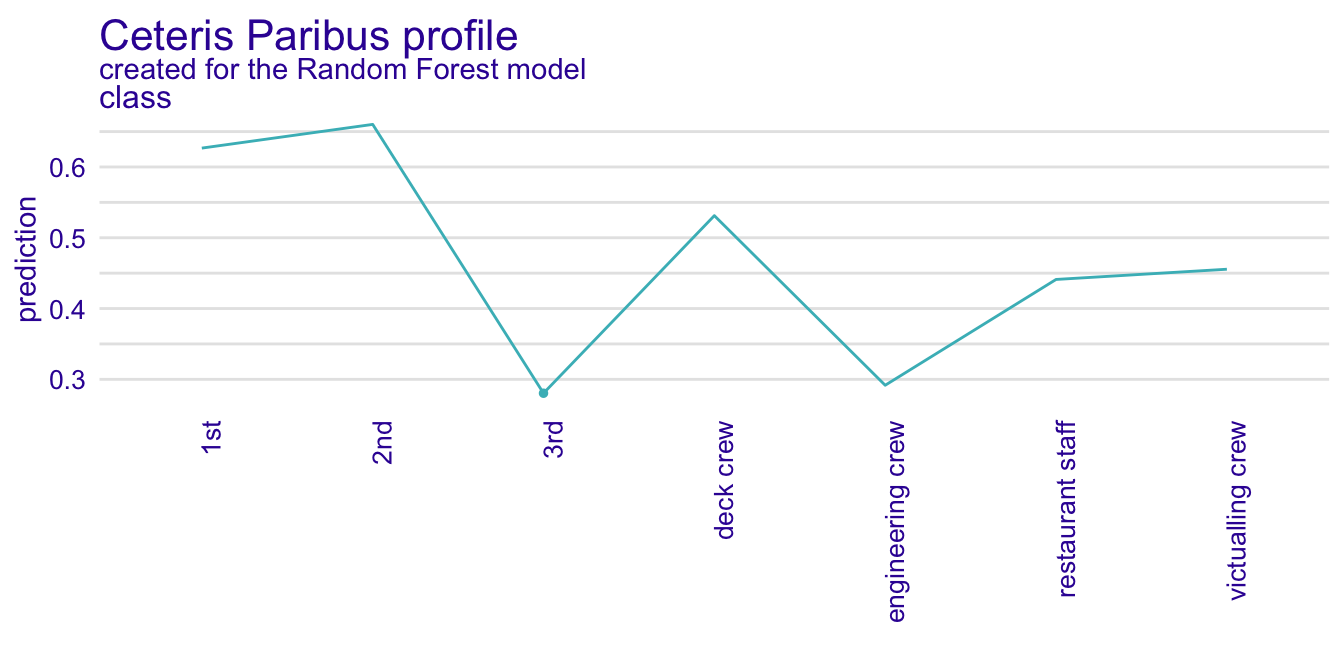 Ceteris Paribus profile
created for the Random Forest model
class
prediction
0.6
0.5
0.4
0.3
1st
2nd
3rd
deck crew
engineering crew
restaurant staff
victualling crew